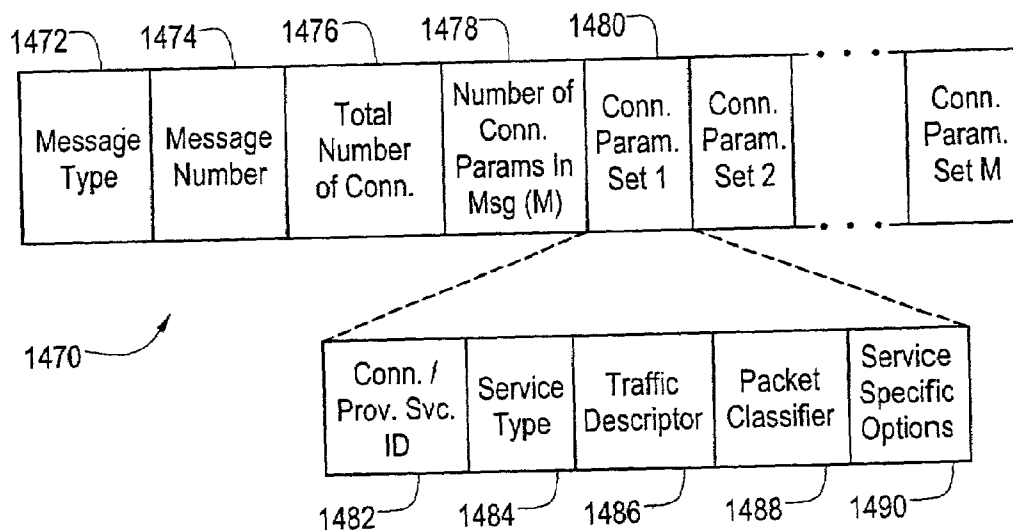 1472 1474 1476 1478 1480
Message
Type
Message
Number
Total
Number
of Conn.
Number of
Conn.
Params In
Msg (M)
Conn.
Param.
Set 1
Conn.
Param.
Set 2
Conn.
Param.
Set M
1470
Conn. /
Prov. Svc.
ID
Service
Type
Traffic
Descriptor
Packet
Classifier
Service
Specific
Options
1482 1484 1486 1488 1490